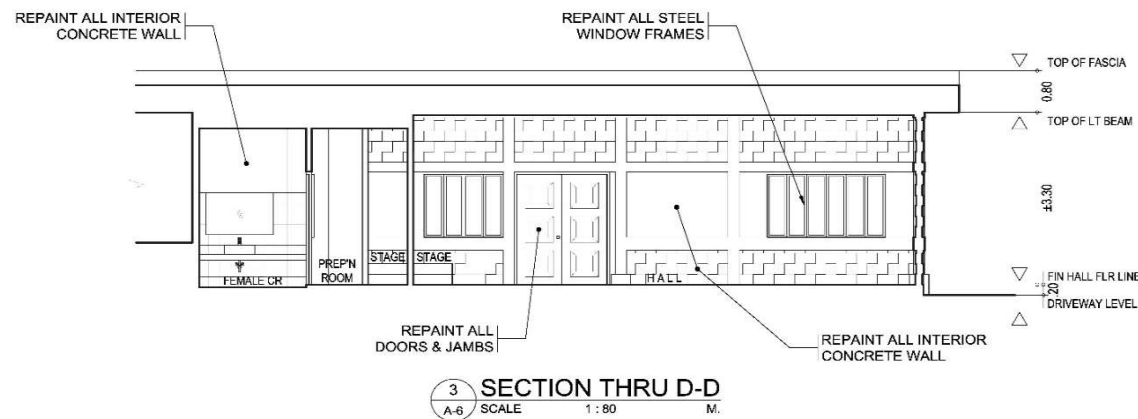 REPAINT ALL INTERIOR
CONCRETE WALL
REPAINT ALL STEEL
WINDOW FRAMES
TOP OF FASCIA
0.80
TOP OF LT BEAM
±3.30
STAGE
STAGE
PREP'N
ROOM
FEMALE CR
HALL
FIN HALL FLR LINE
.20
DRIVEWAY LEVEL
REPAINT ALL
DOORS & JAMBS
REPAINT ALL INTERIOR
CONCRETE WALL
3
A-6
SECTION THRU D-D
SCALE 1 : 80 M.